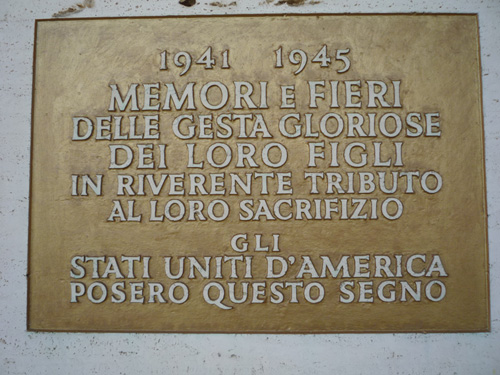 1941 1945
MEMORI E FIERI
DELLE GESTA GLORIOSE
DEI LORO FIGLI
IN RIVERENTE TRIBUTO
AL LORO SACRIFIZIO
GLI
STATI UNITI D'AMERICA
POSERO QUESTO SEGNO